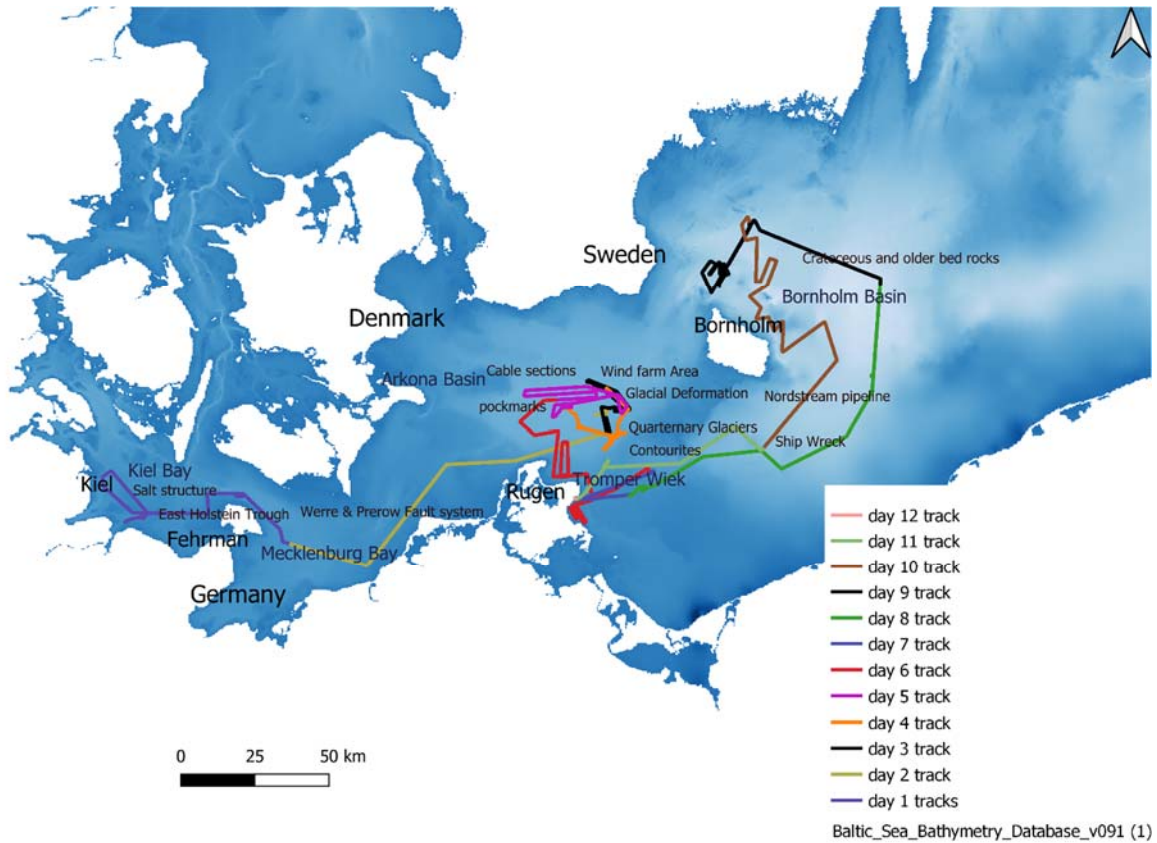 Sweden
Crataceous and older bed rocks
Bornholm Basin
Denmark
Bornholm
Cable sections
Wind farm Area
Arkona Basin
Glacial Deformation
Nordstream pipeline
pockmarks
Quarternary Glaciers
Ship Wreck
Contourites
Kiel Bay
Kiel
Salt structure
Rugen
Tromper Wiek
East Holstein Trough
Werre & Prerow Fault system
Fehrman
Mecklenburg Bay
Germany
0 25 50 km
day 12 track
day 11 track
day 10 track
day 9 track
day 8 track
day 7 track
day 6 track
day 5 track
day 4 track
day 3 track
day 2 track
day 1 tracks
Baltic_Sea_Bathymetry_Database_v091 (1)